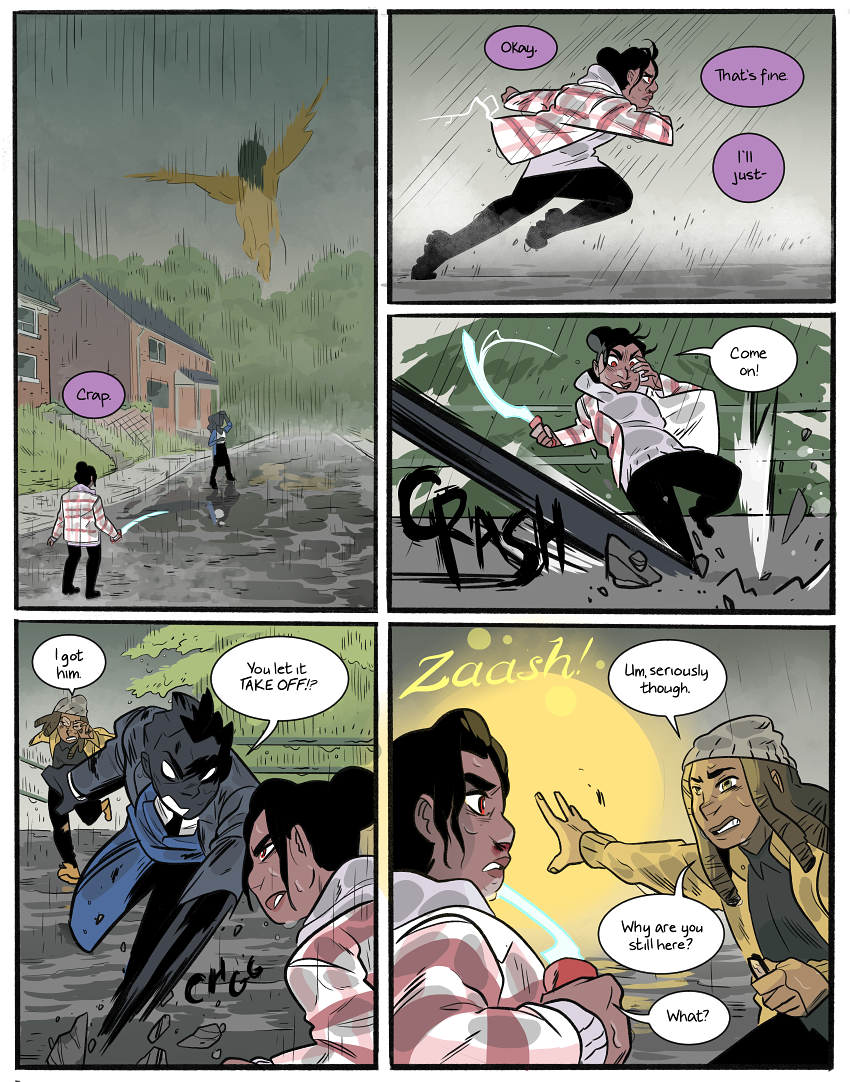 Crap.
Okay.
That's fine.
I'll
just-
Come
on!
CRASH
I got
him.
You let it
TAKE OFF!?
CHGG
Zaash!
Um, seriously
though.
Why are you
still here?
What?